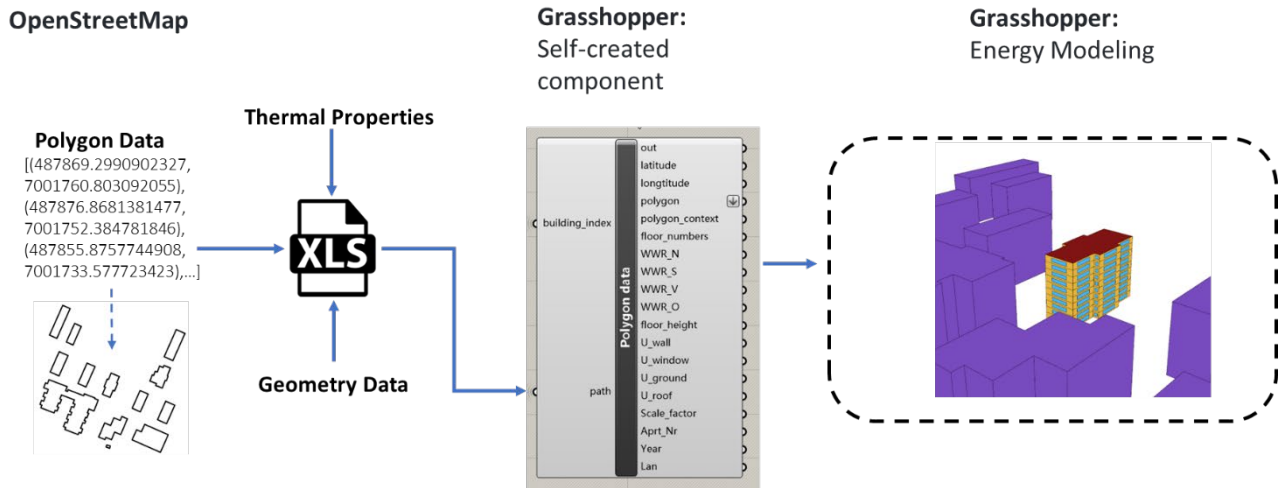 OpenStreetMap
Polygon Data
[(487869.2990902327,
7001760.803092055),
(487876.8681381477,
7001752.384781846),
(487855.8757744908,
7001733.577723423),...]
Thermal Properties
XLS
Geometry Data
Grasshopper:
Self-created
component
building_index
path
Polygon data
out
latitude
longtitude
polygon
polygon_context
floor_numbers
WWR_N
WWR_S
WWR_V
WWR_O
floor_height
U_wall
U_window
U_ground
U_roof
Scale_factor
Aprt_Nr
Year
Lan
Grasshopper:
Energy Modeling